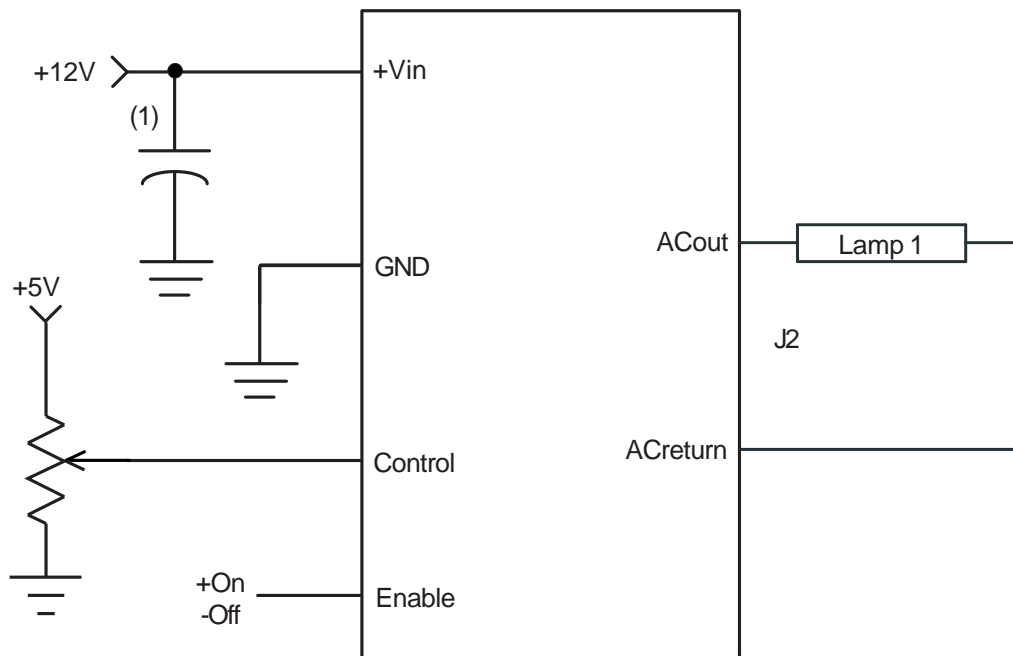 +12V
+Vin
(1)
ACout
Lamp 1
GND
+5V
J2
Control
ACreturn
+On
-Off
Enable